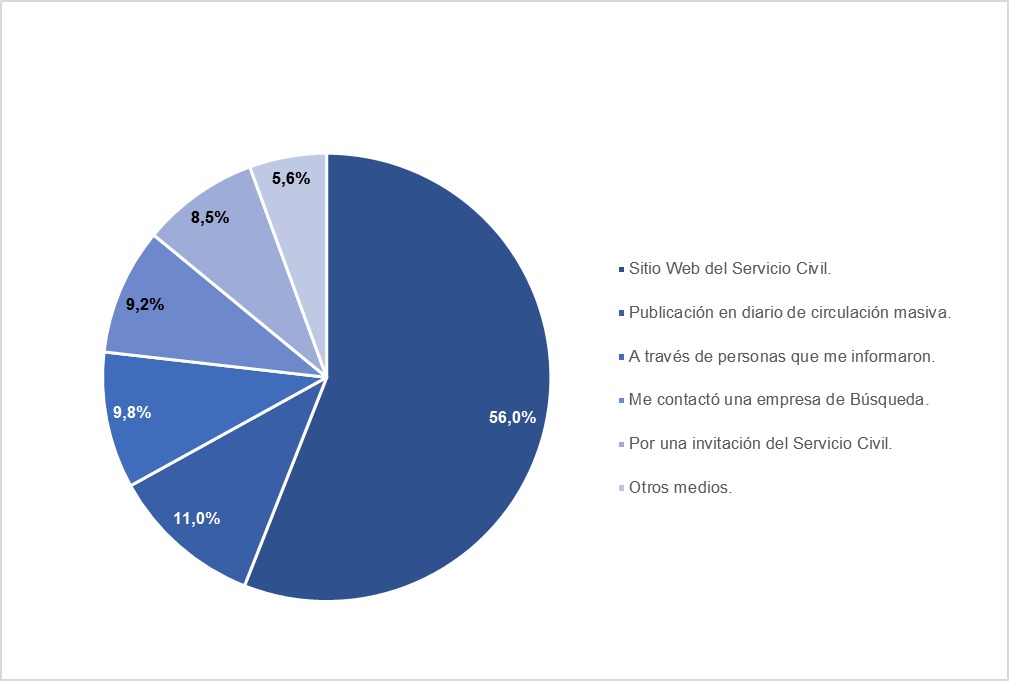 5,6%
8,5%
9,2%
9,8%
11,0%
56,0%
Sitio Web del Servicio Civil.
Publicación en diario de circulación masiva.
A través de personas que me informaron.
Me contactó una empresa de Búsqueda.
Por una invitación del Servicio Civil.
Otros medios.